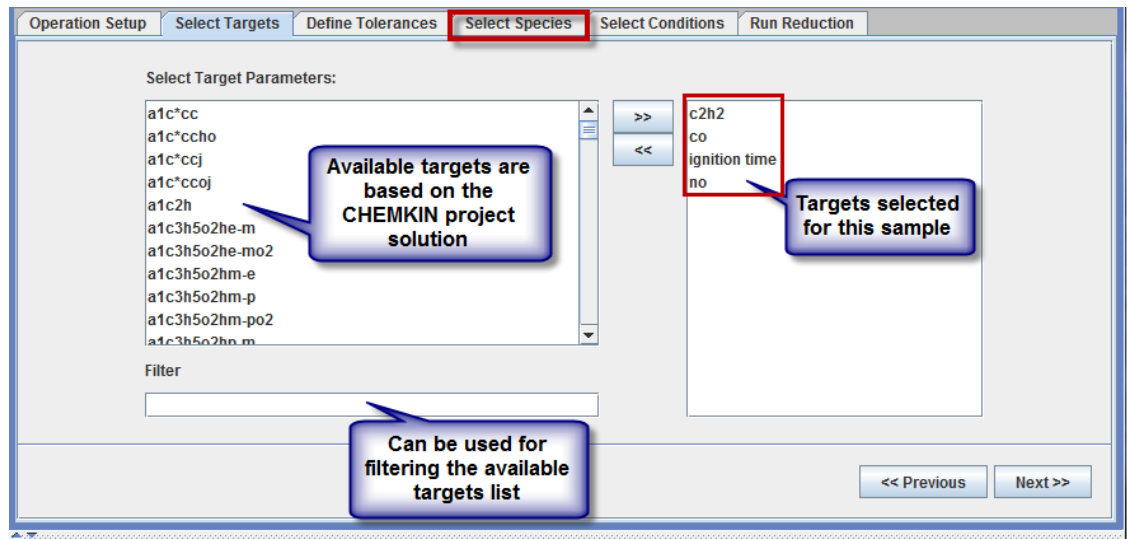 Operation Setup
Select Targets
Define Tolerances
Select Species
Select Conditions
Run Reduction
Select Target Parameters:
a1c*cc
a1c*ccho
a1c*ccj
a1c*ccoj
a1c2h
a1c3h5o2he-m
a1c3h5o2he-mo2
a1c3h5o2hm-e
a1c3h5o2hm-p
a1c3h5o2hm-po2
a1c3h5o2hp m
Available targets are
based on the
CHEMKIN project
solution
>>
<<
c2h2
co
ignition time
no
Targets selected
for this sample
Filter
Can be used for
filtering the available
targets list
<< Previous
Next >>